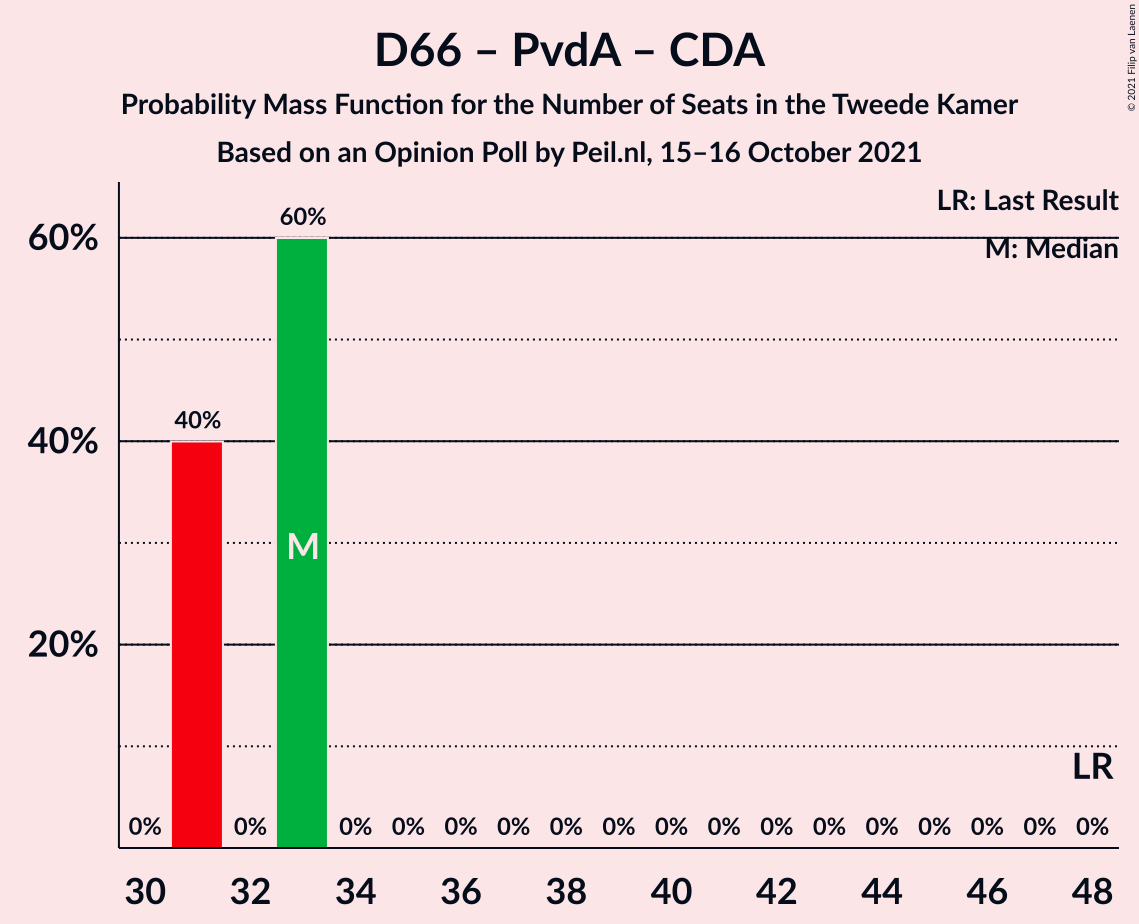 D66 – PvdA – CDA
Probability Mass Function for the Number of Seats in the Tweede Kamer
Based on an Opinion Poll by Peil.nl, 15–16 October 2021
© 2021 Filip van Laenen
LR: Last Result
M: Median
60%
40%
20%
60%
40%
M
LR
0% 0% 0% 0% 0% 0% 0% 0% 0% 0% 0% 0% 0% 0% 0% 0% 0%
30 32 34 36 38 40 42 44 46 48